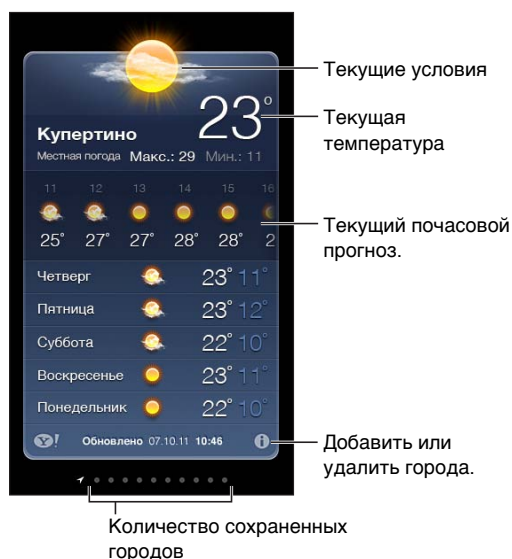 Текущие условия
23°
Текущая
температура
Купертино
Местная погода Макс.: 29 Мин.: 11
11 12 13 14 15 16
25° 27° 27° 28° 28° 2
Текущий почасовой
прогноз.
Четверг 23° 11°
Пятница 23° 12°
Суббота 22° 10°
Воскресенье 23° 11°
Понедельник 22° 10°
Y! Обновлено 07.10.11 10:46 i
Добавить или
удалить города.
Количество сохраненных
городов